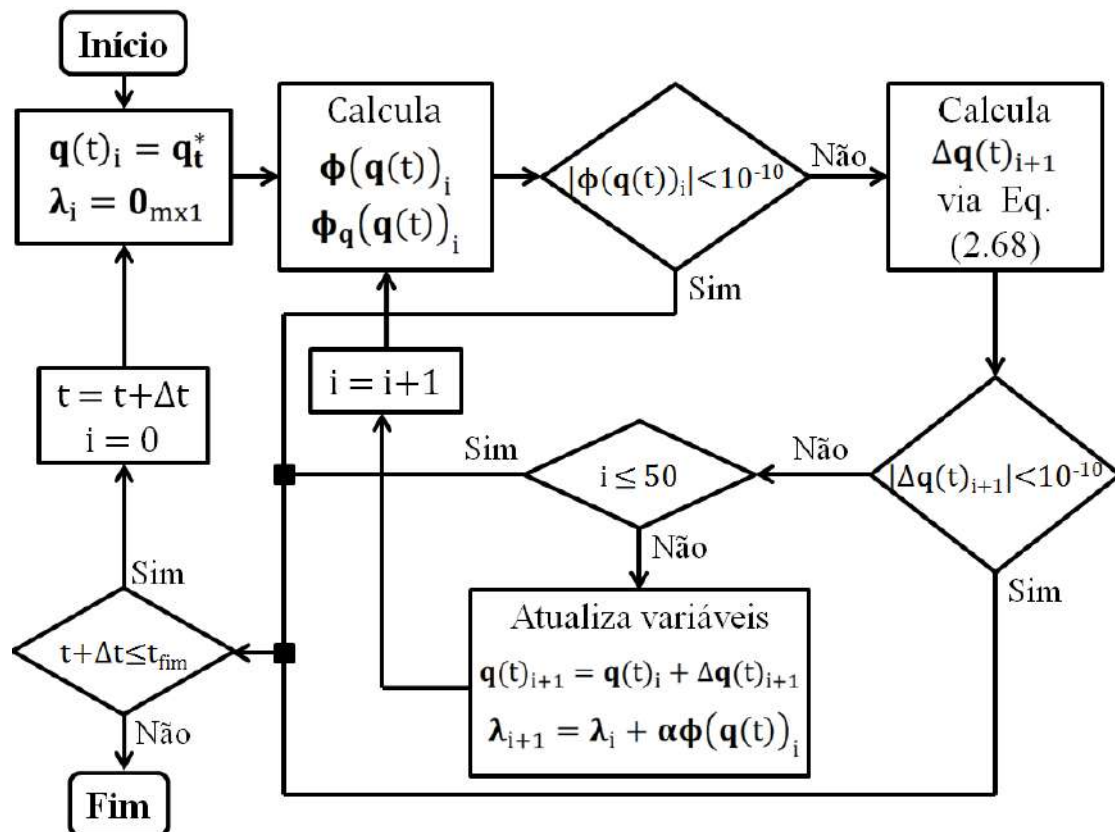 Início
q(t)ᵢ = q*ₜ
λᵢ = 0ₘₓ₁
Calcula
ϕ(q(t))ᵢ
ϕ_q(q(t))ᵢ
|ϕ(q(t))ᵢ|<10⁻¹⁰
Não
Sim
Calcula
Δq(t)ᵢ₊₁
via Eq.
(2.68)
|Δq(t)ᵢ₊₁|<10⁻¹⁰
Não
Sim
i ≤ 50
Sim
Não
Atualiza variáveis
q(t)ᵢ₊₁ = q(t)ᵢ + Δq(t)ᵢ₊₁
λᵢ₊₁ = λᵢ + αϕ(q(t))ᵢ
i = i+1
t+Δt≤t_fim
Sim
Não
t = t+Δt
i = 0
Fim